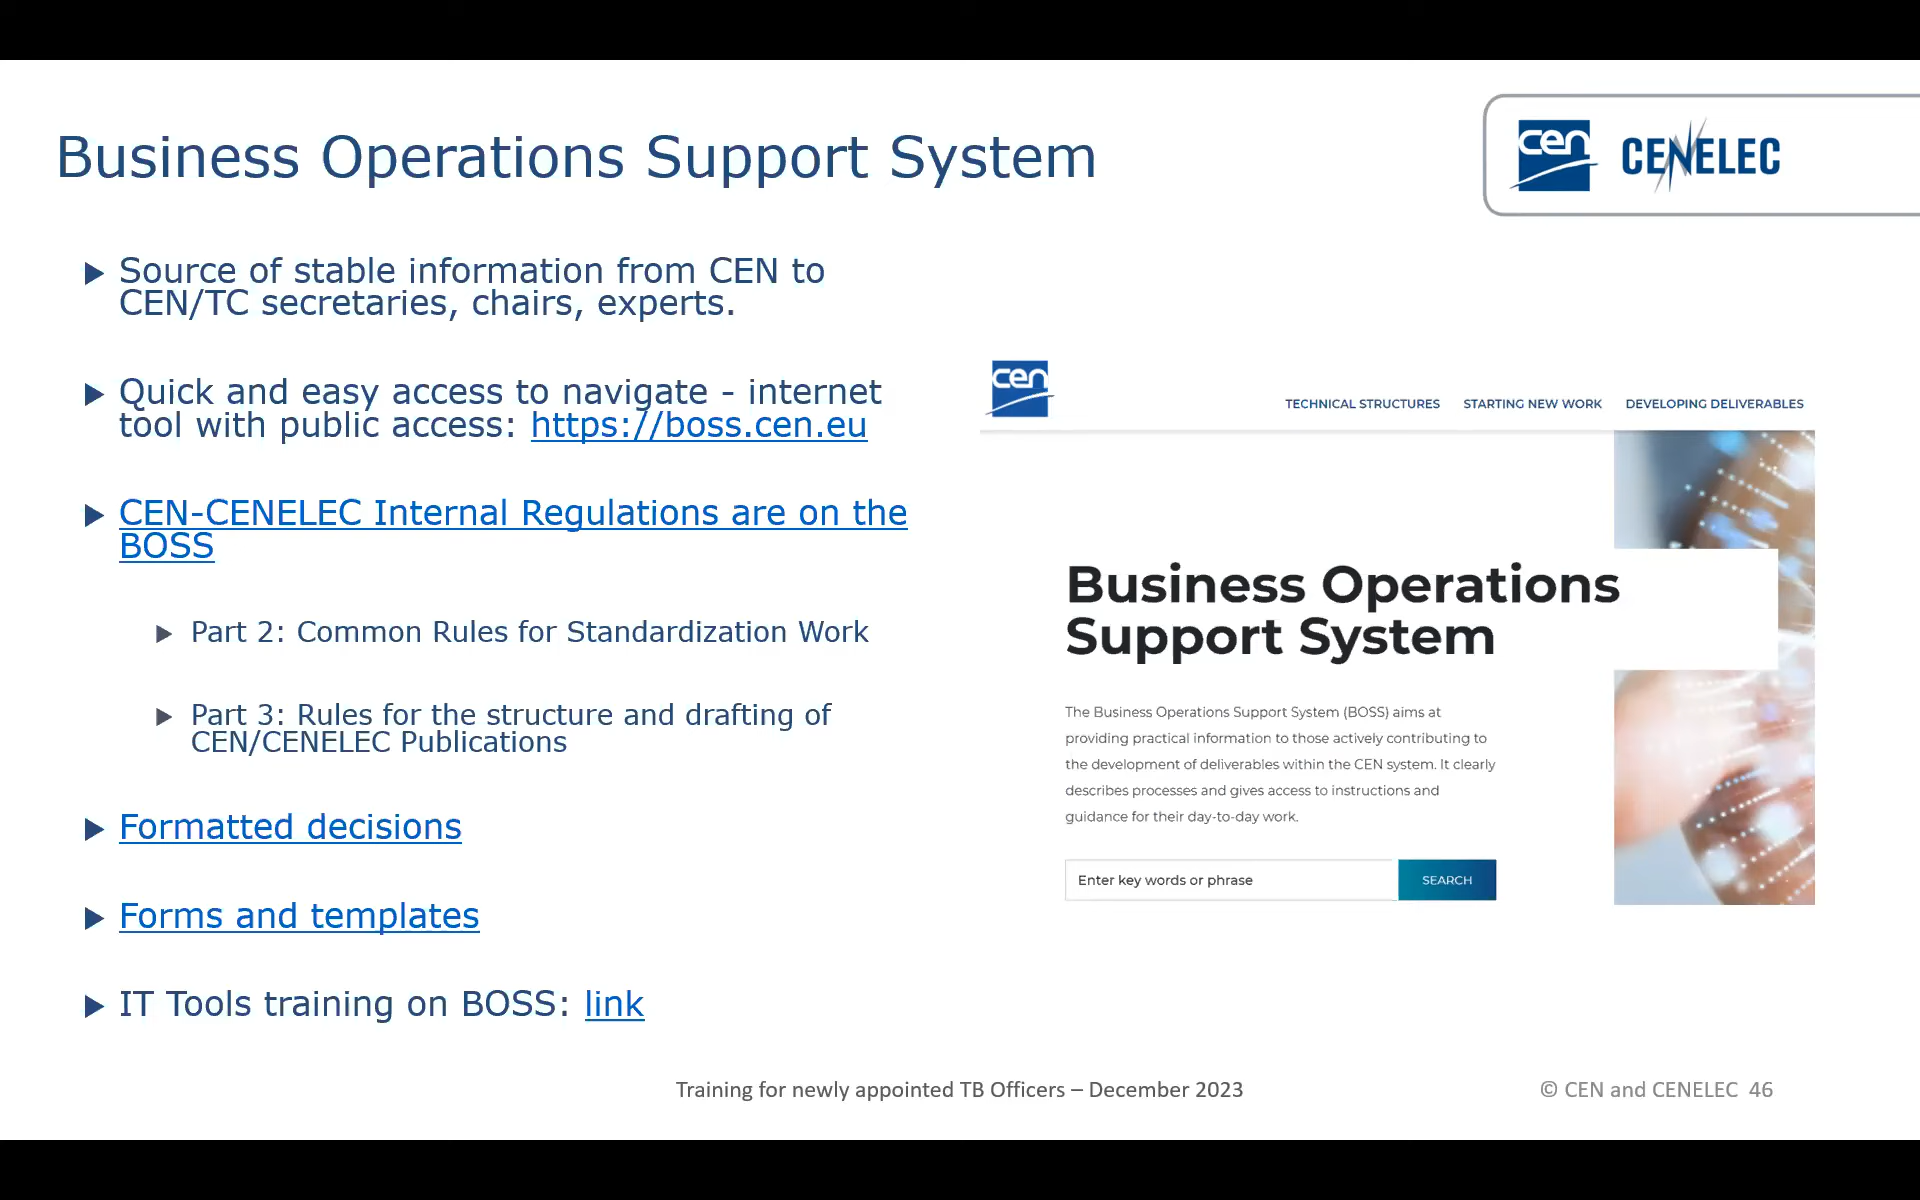 Business Operations Support System
cen CENELEC
Source of stable information from CEN to
CEN/TC secretaries, chairs, experts.
Quick and easy access to navigate - internet
tool with public access: https://boss.cen.eu
CEN-CENELEC Internal Regulations are on the
BOSS
Part 2: Common Rules for Standardization Work
Part 3: Rules for the structure and drafting of
CEN/CENELEC Publications
Formatted decisions
Forms and templates
IT Tools training on BOSS: link
cen
TECHNICAL STRUCTURES STARTING NEW WORK DEVELOPING DELIVERABLES
Business Operations
Support System
The Business Operations Support System (BOSS) aims at
providing practical information to those actively contributing to
the development of deliverables within the CEN system. It clearly
describes processes and gives access to instructions and
guidance for their day-to-day work.
Enter key words or phrase SEARCH
Training for newly appointed TB Officers – December 2023
© CEN and CENELEC 46